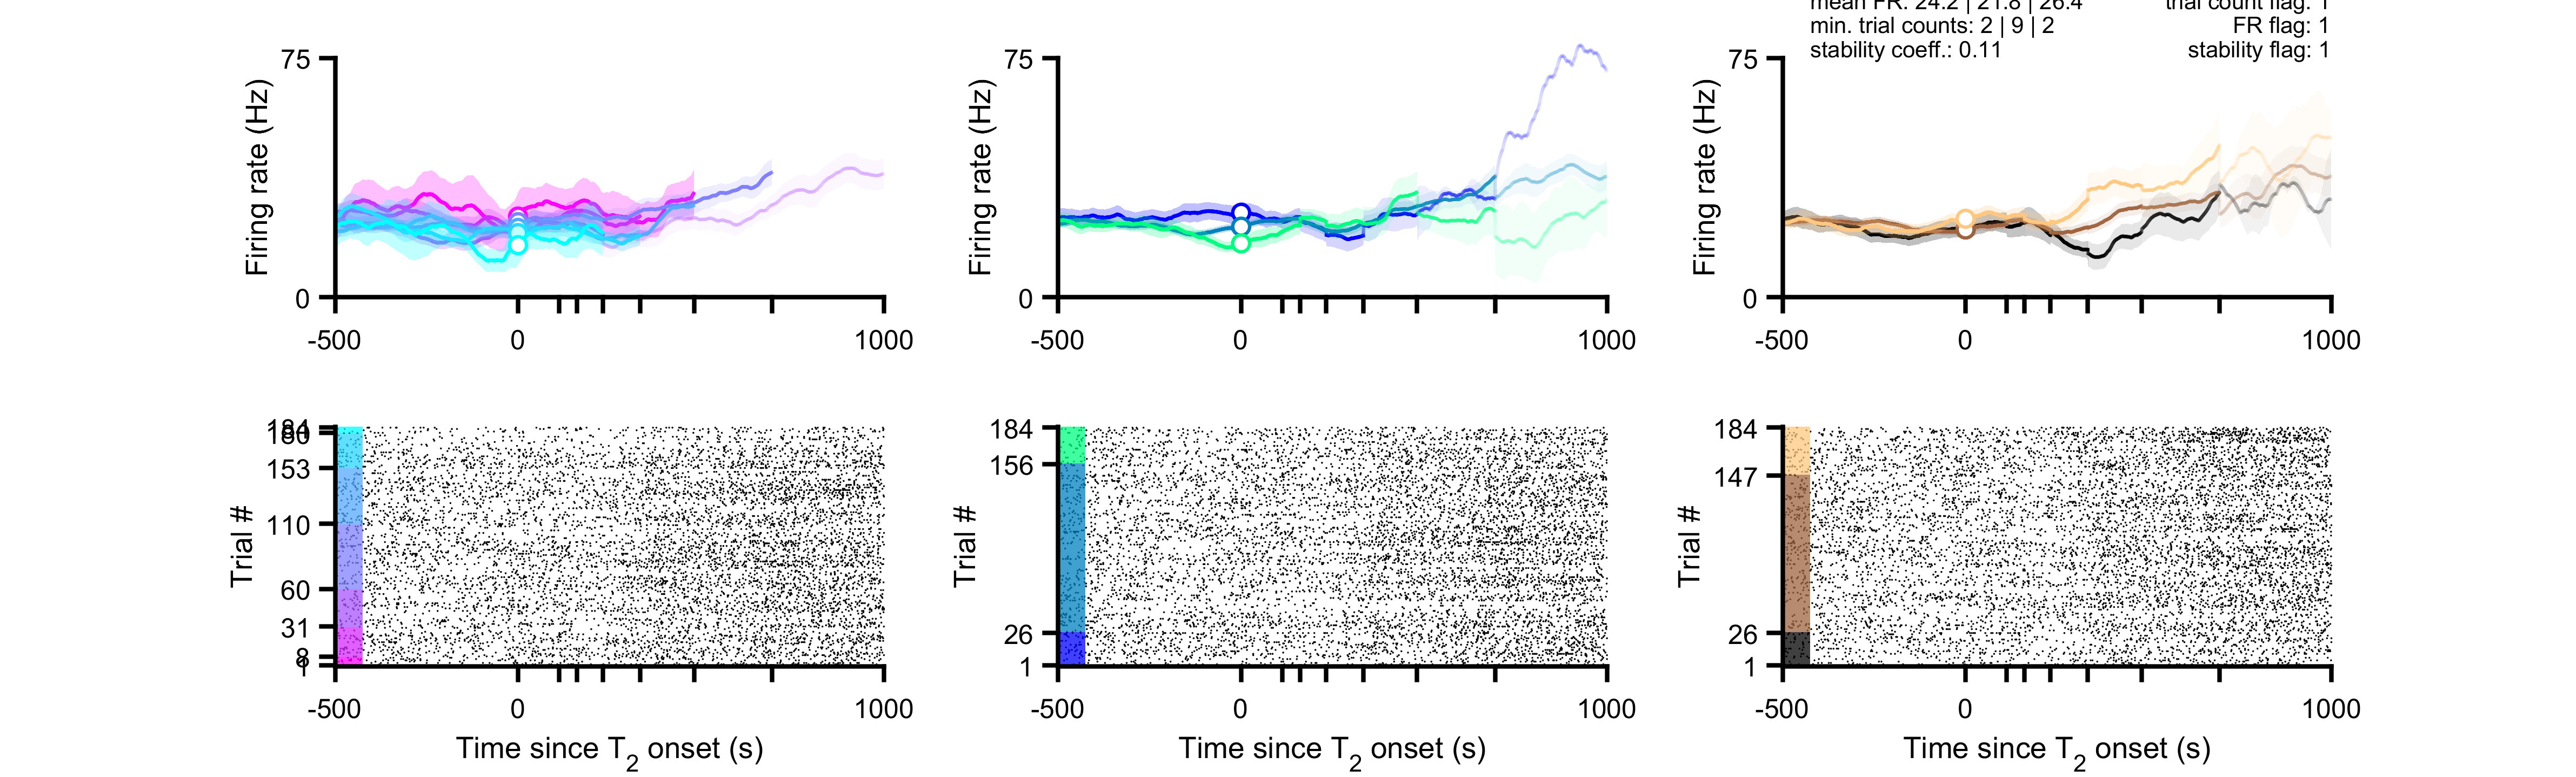 mean FR: 24.2 | 21.8 | 26.4 trial count flag: 1
min. trial counts: 2 | 9 | 2 FR flag: 1
stability coeff.: 0.11 stability flag: 1
75 75 75
Firing rate (Hz) Firing rate (Hz) Firing rate (Hz)
0 0 0
-500 0 1000 -500 0 1000 -500 0 1000
184 184 184
180 156 147
153
110
60
31 26 26
8
1 1 1
Trial # Trial # Trial #
-500 0 1000 -500 0 1000 -500 0 1000
Time since T2 onset (s) Time since T2 onset (s) Time since T2 onset (s)